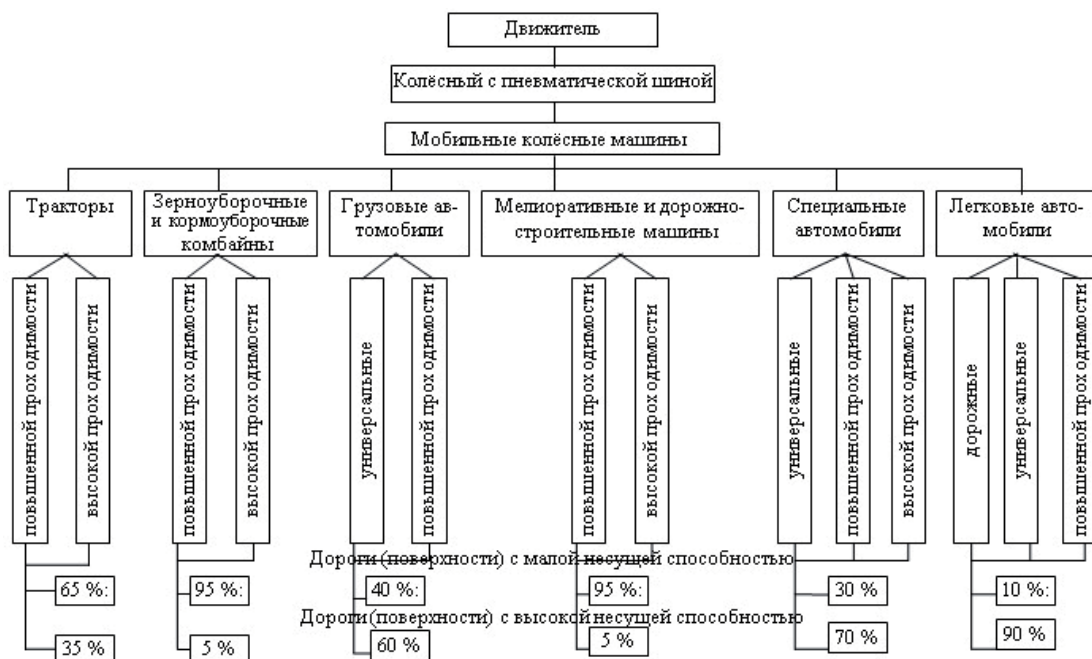 Движитель
Колёсный с пневматической шиной
Мобильные колёсные машины
Тракторы
Зерноуборочные
и кормоуборочные
комбайны
Грузовые ав-
томобили
Мелиоративные и дорожно-
строительные машины
Специальные
автомобили
Легковые авто-
мобили
повышенной проходимости
высокой проходимости
повышенной проходимости
высокой проходимости
универсальные
повышенной проходимости
повышенной проходимости
высокой проходимости
универсальные
повышенной проходимости
высокой проходимости
дорожные
универсальные
повышенной проходимости
Дороги (поверхности) с малой несущей способностью
65 %:
95 %:
40 %:
95 %:
30 %
10 %:
Дороги (поверхности) с высокой несущей способностью
35 %
5 %
60 %
5 %
70 %
90 %